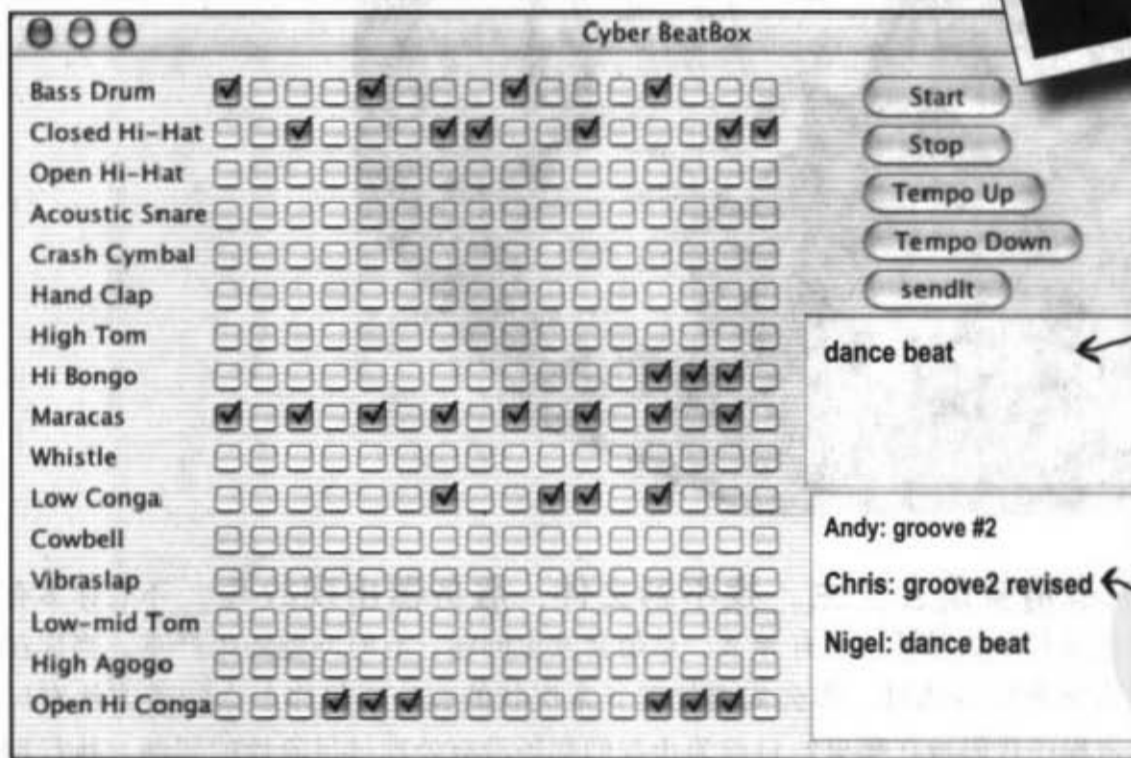 Cyber BeatBox
Bass Drum
Closed Hi-Hat
Open Hi-Hat
Acoustic Snare
Crash Cymbal
Hand Clap
High Tom
Hi Bongo
Maracas
Whistle
Low Conga
Cowbell
Vibraslap
Low-mid Tom
High Agogo
Open Hi Conga
Start
Stop
Tempo Up
Tempo Down
sendIt
dance beat
Andy: groove #2
Chris: groove2 revised
Nigel: dance beat